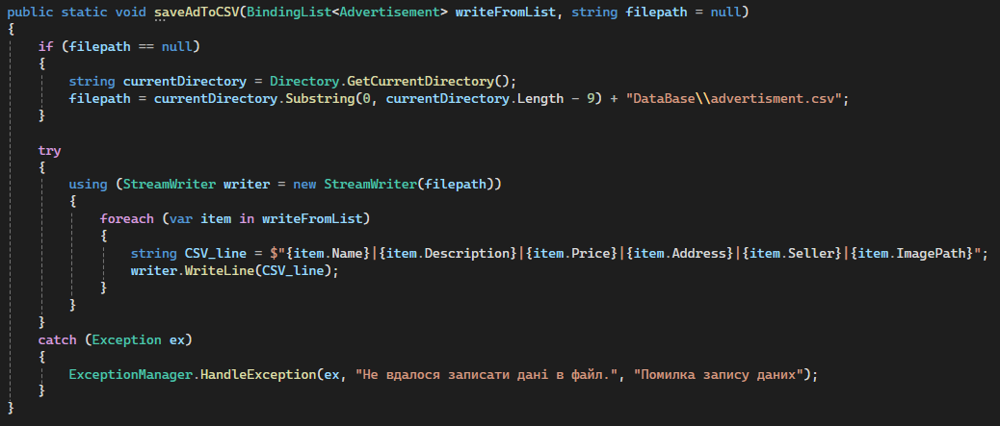 public static void saveAdToCSV(BindingList<Advertisement> writeFromList, string filepath = null)
{
if (filepath == null)
{
string currentDirectory = Directory.GetCurrentDirectory();
filepath = currentDirectory.Substring(0, currentDirectory.Length - 9) + "DataBase\\advertisment.csv";
}
try
{
using (StreamWriter writer = new StreamWriter(filepath))
{
foreach (var item in writeFromList)
{
string CSV_line = $"{item.Name}|{item.Description}|{item.Price}|{item.Address}|{item.Seller}|{item.ImagePath}";
writer.WriteLine(CSV_line);
}
}
}
catch (Exception ex)
{
ExceptionManager.HandleException(ex, "Не вдалося записати дані в файл.", "Помилка запису даних");
}
}